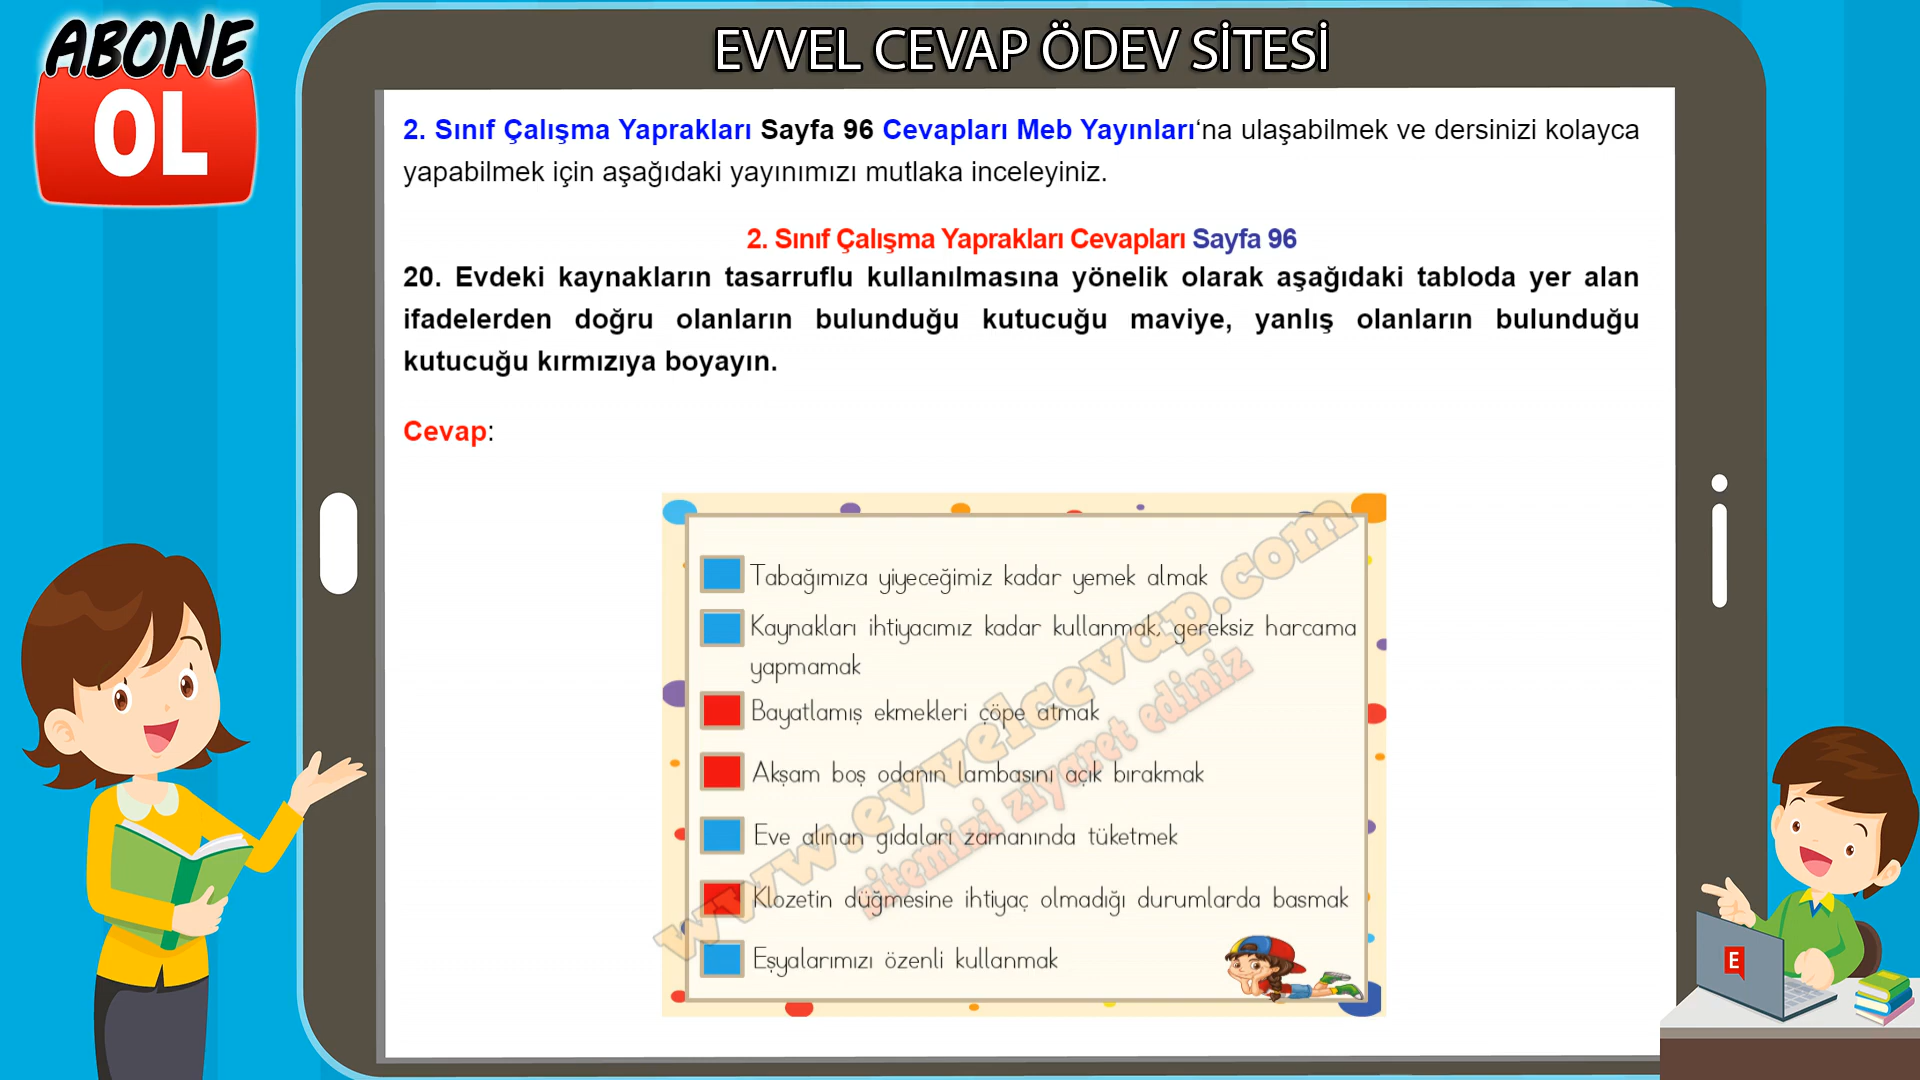 ABONE
OL
EVVEL CEVAP ÖDEV SİTESİ
2. Sınıf Çalışma Yaprakları Sayfa 96 Cevapları Meb Yayınları‘na ulaşabilmek ve dersinizi kolayca
yapabilmek için aşağıdaki yayınımızı mutlaka inceleyiniz.
2. Sınıf Çalışma Yaprakları Cevapları Sayfa 96
20. Evdeki kaynakların tasarruflu kullanılmasına yönelik olarak aşağıdaki tabloda yer alan
ifadelerden doğru olanların bulunduğu kutucuğu maviye, yanlış olanların bulunduğu
kutucuğu kırmızıya boyayın.
Cevap:
Tabağımıza yiyeceğimiz kadar yemek almak
Kaynakları ihtiyacımız kadar kullanmak, gereksiz harcama
yapmamak
Bayatlamış ekmekleri çöpe atmak
Akşam boş odanın lambasını açık bırakmak
Eve alınan gıdaları zamanında tüketmek
Klozetin düğmesine ihtiyaç olmadığı durumlarda basmak
Eşyalarımızı özenli kullanmak
www.evvelcevap.com
sitemizi ziyaret ediniz
E